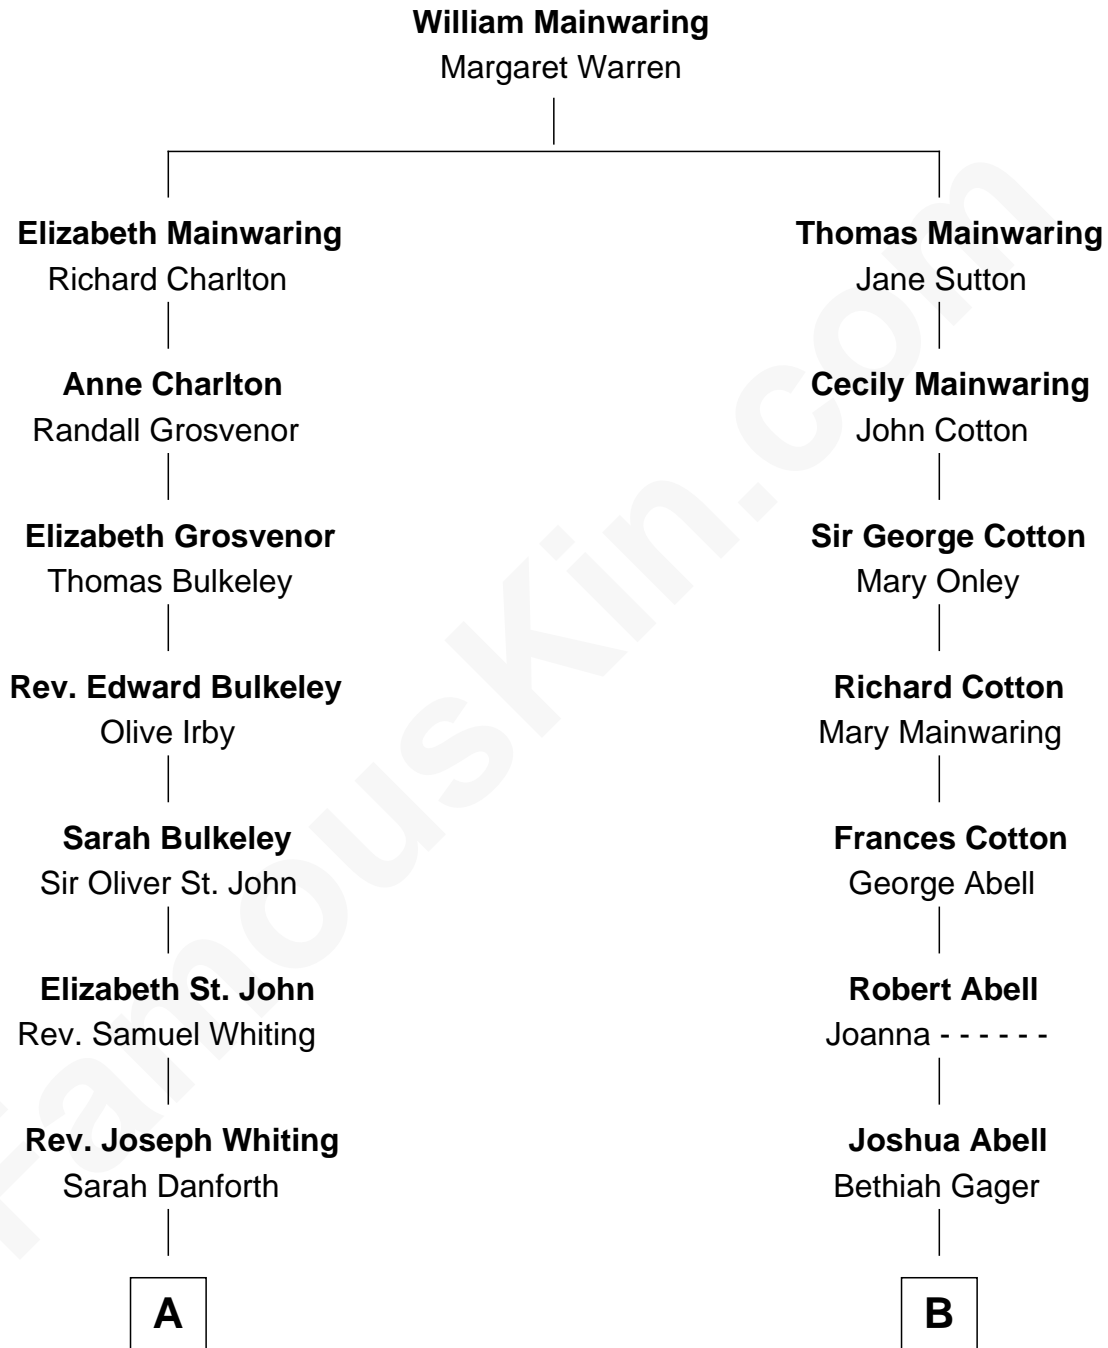 William Mainwaring
Margaret Warren
Elizabeth Mainwaring
Richard Charlton
Thomas Mainwaring
Jane Sutton
Anne Charlton
Randall Grosvenor
Cecily Mainwaring
John Cotton
Elizabeth Grosvenor
Thomas Bulkeley
Sir George Cotton
Mary Onley
Rev. Edward Bulkeley
Olive Irby
Richard Cotton
Mary Mainwaring
Sarah Bulkeley
Sir Oliver St. John
Frances Cotton
George Abell
Elizabeth St. John
Rev. Samuel Whiting
Robert Abell
Joanna - - - - - -
Rev. Joseph Whiting
Sarah Danforth
Joshua Abell
Bethiah Gager
A
B
FamousKin.com